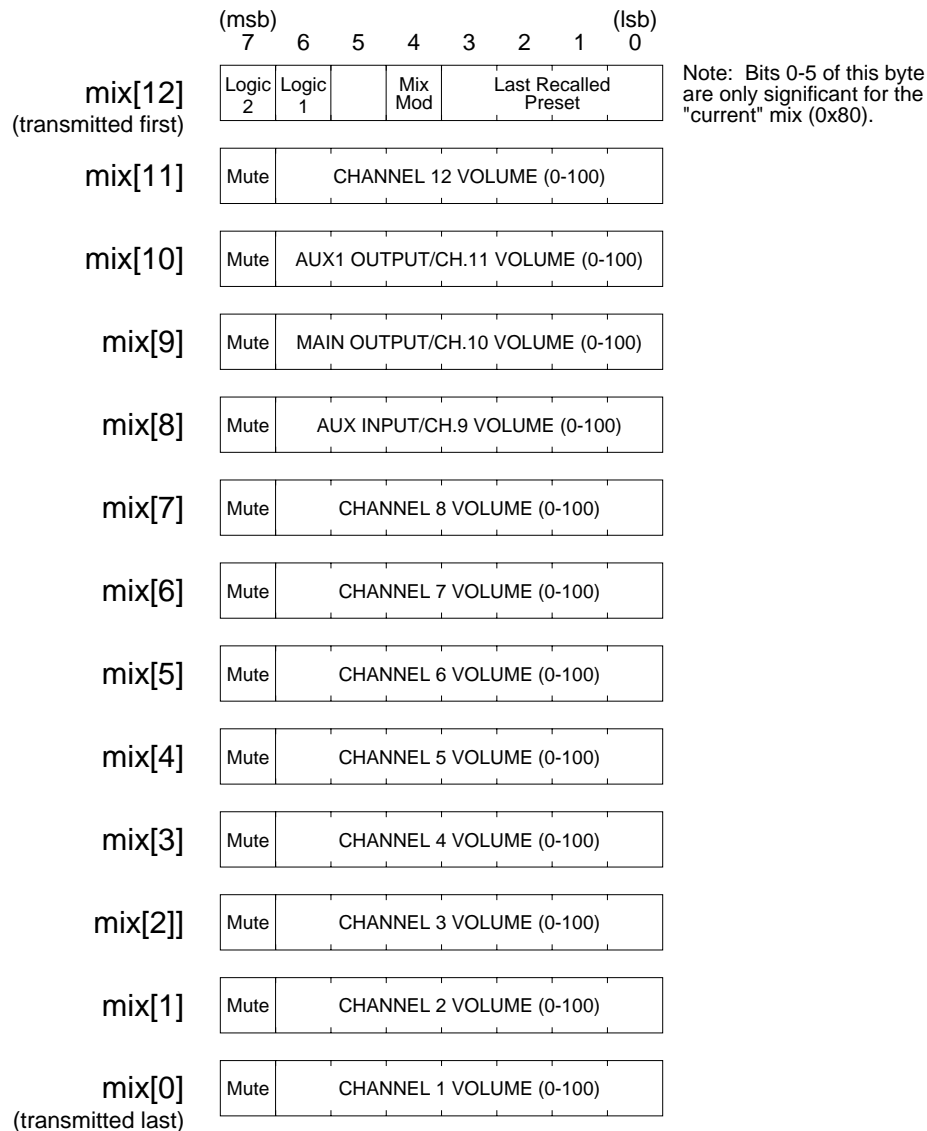 (msb) (lsb)
7 6 5 4 3 2 1 0
mix[12]
(transmitted first)
Logic 2 Logic 1 Mix Mod Last Recalled Preset
Note: Bits 0-5 of this byte
are only significant for the
"current" mix (0x80).
mix[11] Mute CHANNEL 12 VOLUME (0-100)
mix[10] Mute AUX1 OUTPUT/CH.11 VOLUME (0-100)
mix[9] Mute MAIN OUTPUT/CH.10 VOLUME (0-100)
mix[8] Mute AUX INPUT/CH.9 VOLUME (0-100)
mix[7] Mute CHANNEL 8 VOLUME (0-100)
mix[6] Mute CHANNEL 7 VOLUME (0-100)
mix[5] Mute CHANNEL 6 VOLUME (0-100)
mix[4] Mute CHANNEL 5 VOLUME (0-100)
mix[3] Mute CHANNEL 4 VOLUME (0-100)
mix[2]] Mute CHANNEL 3 VOLUME (0-100)
mix[1] Mute CHANNEL 2 VOLUME (0-100)
mix[0] Mute CHANNEL 1 VOLUME (0-100)
(transmitted last)